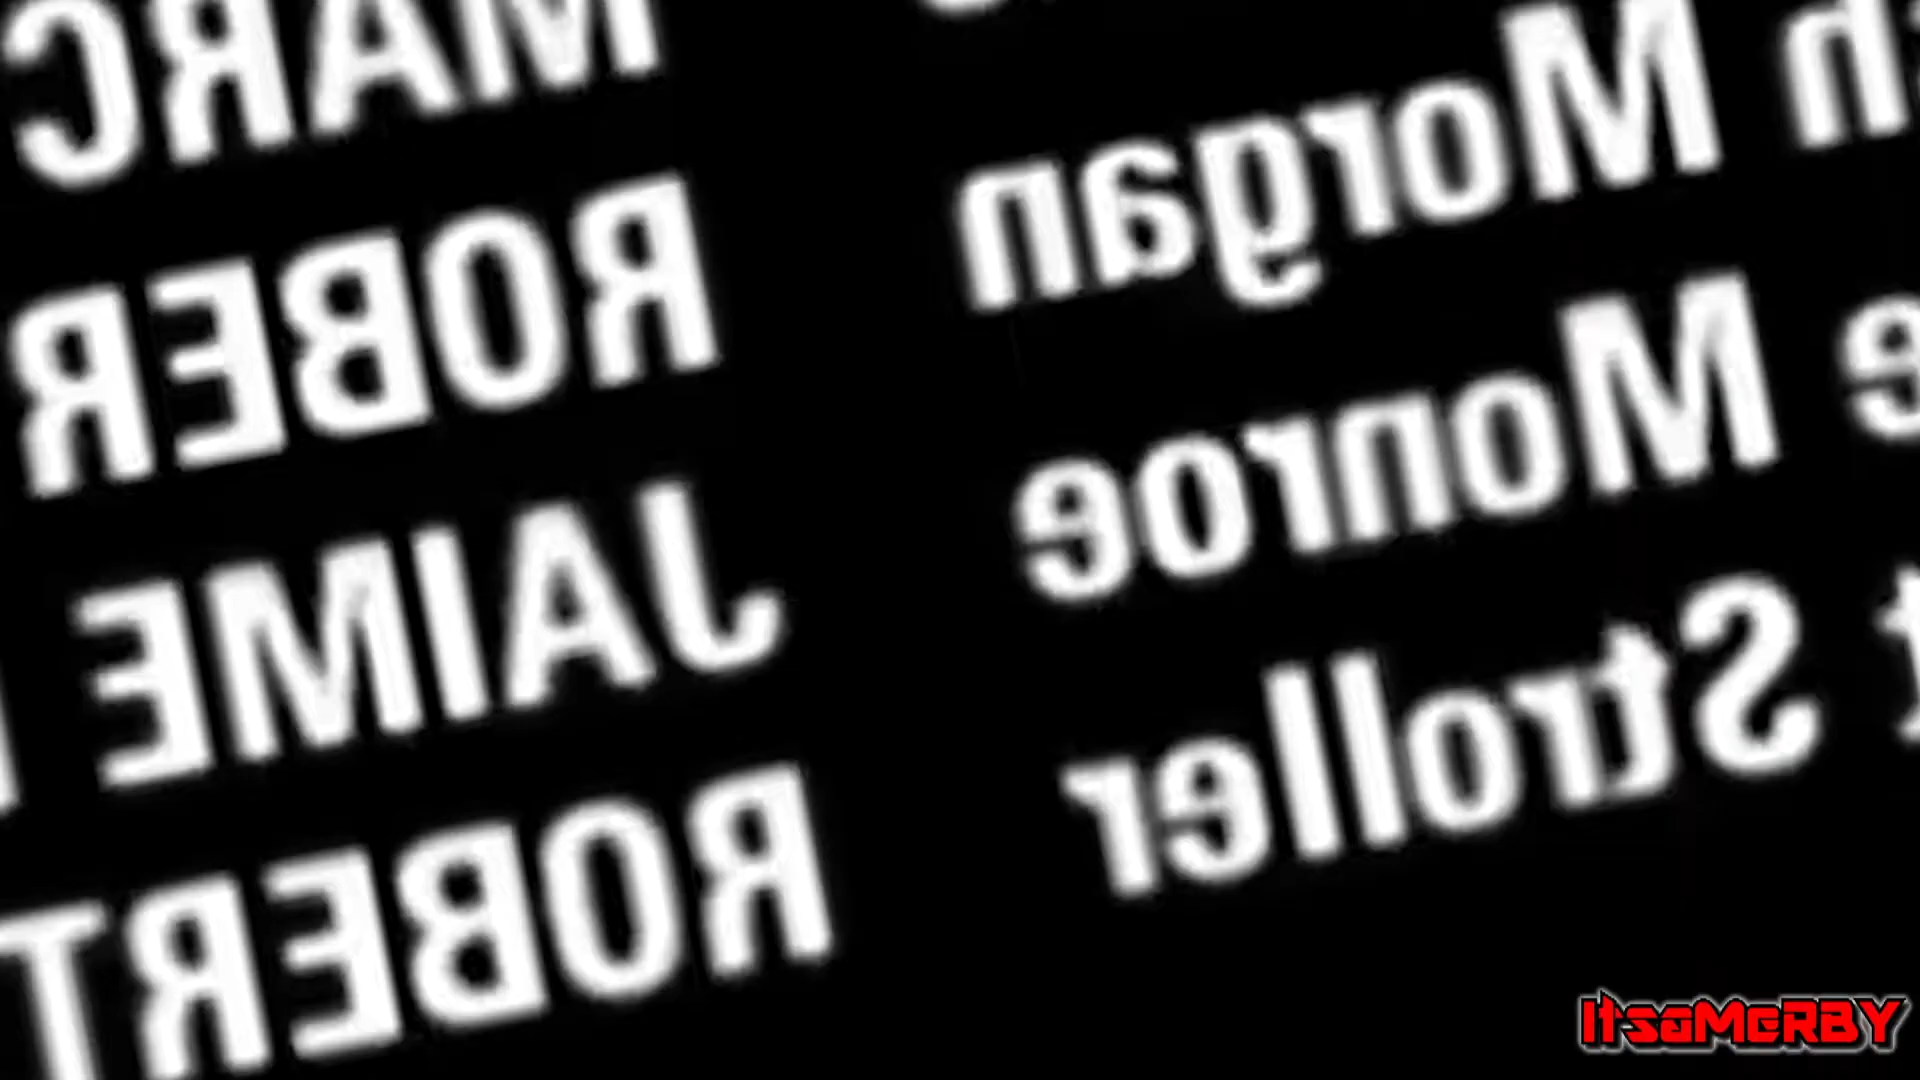 Morgan MARC
Monroe ROBER
Stroller JAIME
ROBERT
ItsaMeRBY